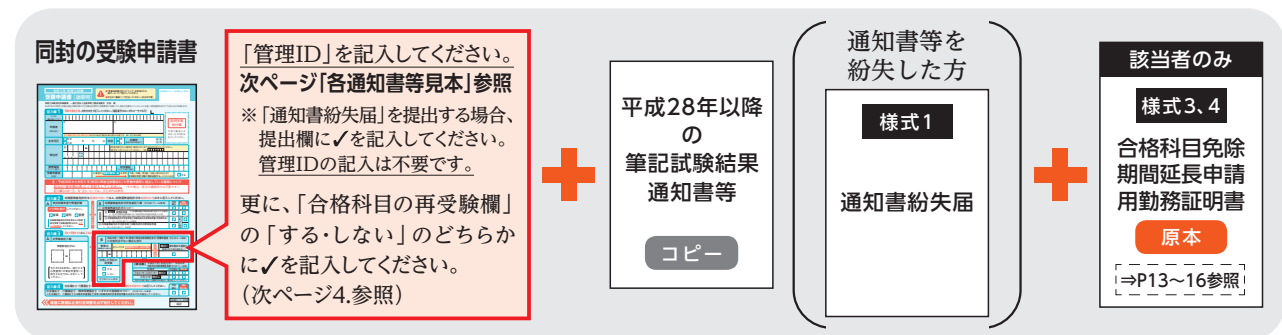 同封の受験申請書
「管理ID」を記入してください。
次ページ「各通知書等見本」参照
※「通知書紛失届」を提出する場合、
提出欄に✓を記入してください。
管理IDの記入は不要です。
更に、「合格科目の再受験欄」
の「する・しない」のどちらか
に✓を記入してください。
（次ページ4.参照）
平成28年以降
の
筆記試験結果
通知書等
コピー
通知書等を
紛失した方
様式1
通知書紛失届
該当者のみ
様式3、4
合格科目免除
期間延長申請
用勤務証明書
原本
⇒P13～16参照